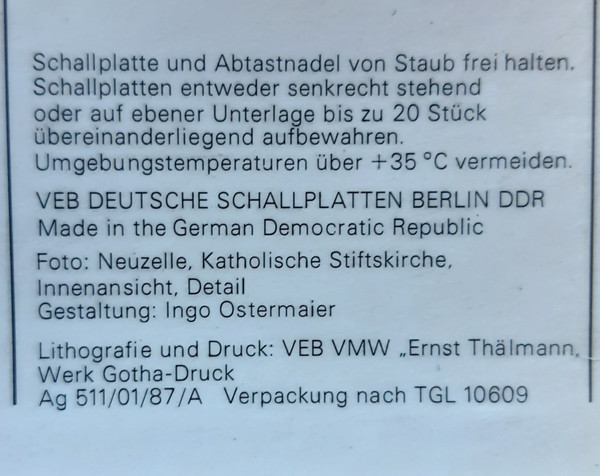 Schallplatte und Abtastnadel von Staub frei halten.
Schallplatten entweder senkrecht stehend
oder auf ebener Unterlage bis zu 20 Stück
übereinanderliegend aufbewahren.
Umgebungstemperaturen über +35 °C vermeiden.
VEB DEUTSCHE SCHALLPLATTEN BERLIN DDR
Made in the German Democratic Republic
Foto: Neuzelle, Katholische Stiftskirche,
Innenansicht, Detail
Gestaltung: Ingo Ostermaier
Lithografie und Druck: VEB VMW „Ernst Thälmann,
Werk Gotha-Druck
Ag 511/01/87/A Verpackung nach TGL 10609